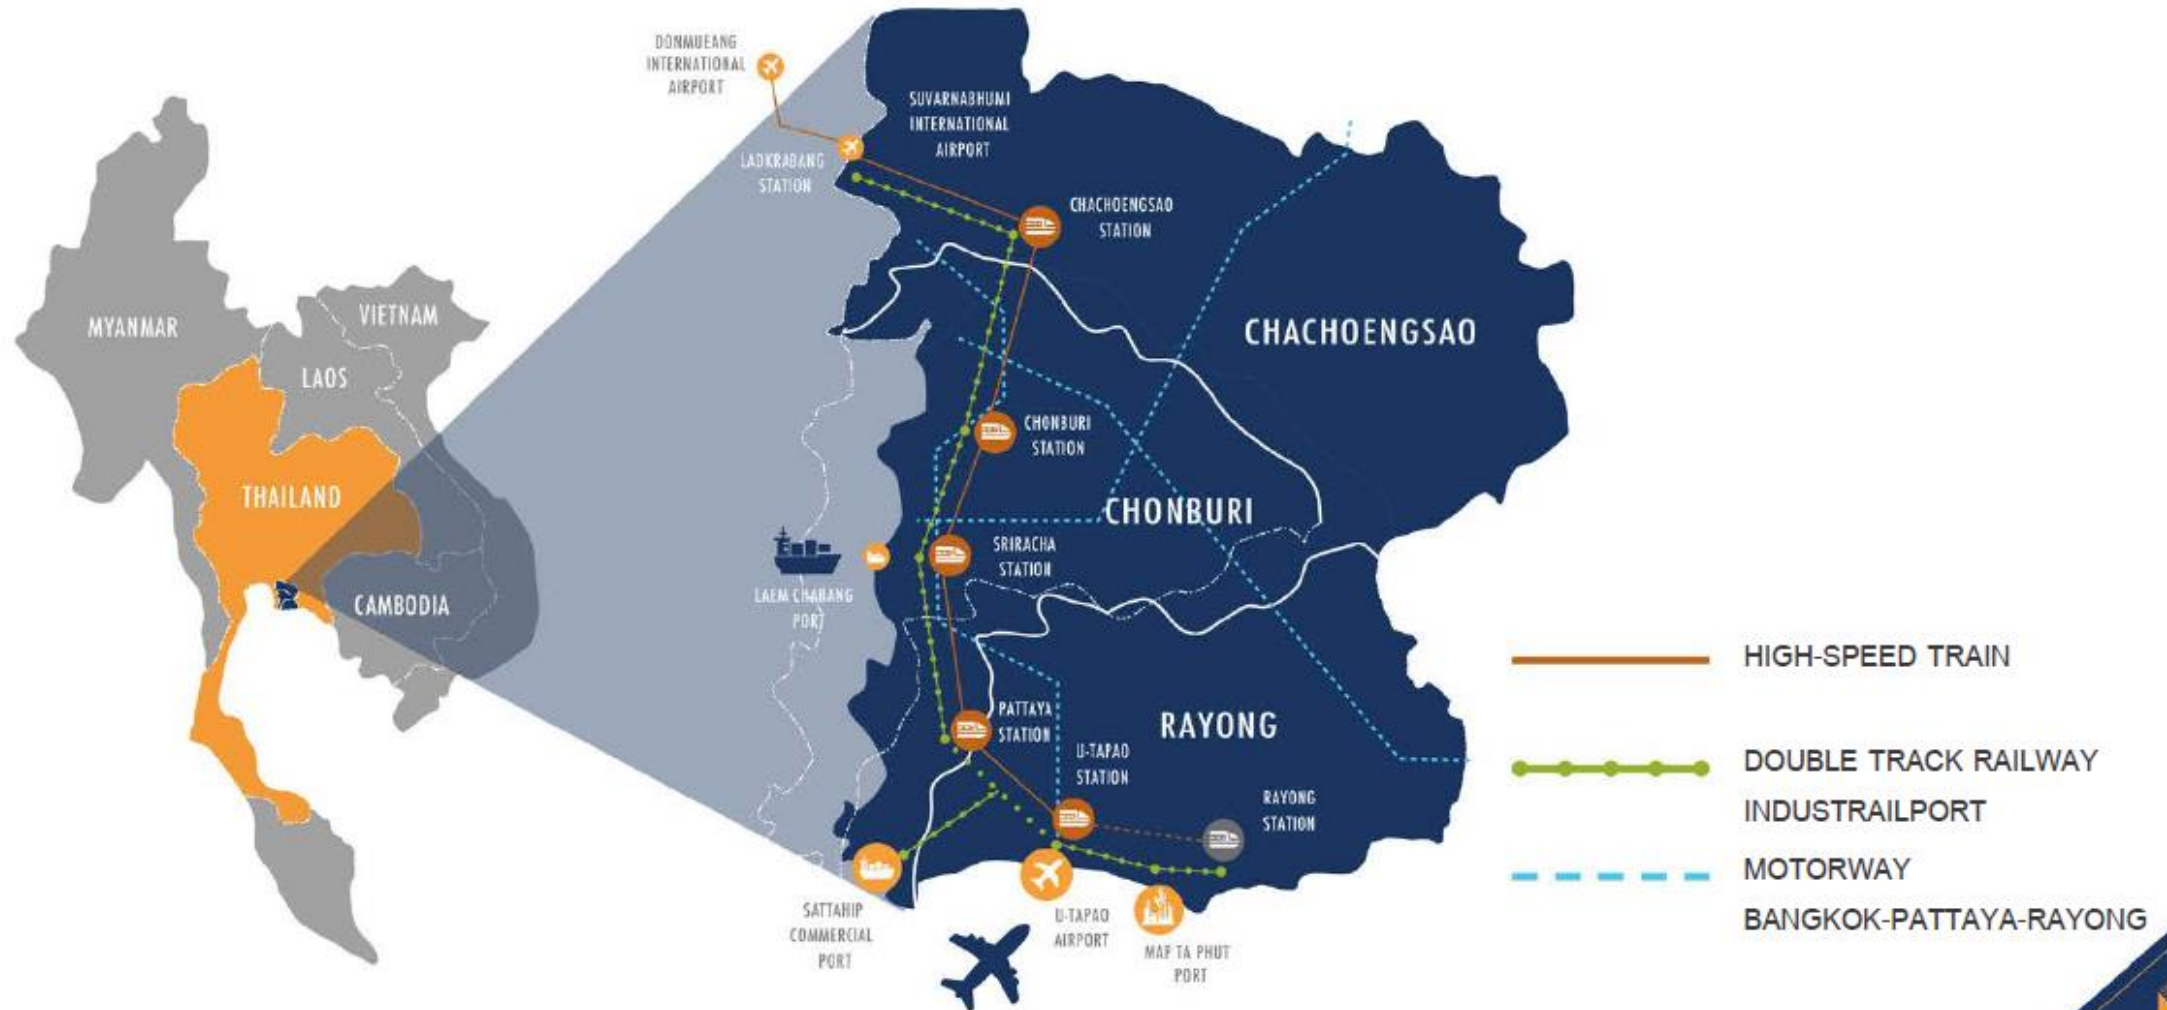 DONMUEANG
INTERNATIONAL
AIRPORT
SUVARNABHUMI
INTERNATIONAL
AIRPORT
LADKRABANG
STATION
CHACHOENGSAO
STATION
MYANMAR
VIETNAM
LAOS
THAILAND
CAMBODIA
CHACHOENGSAO
CHONBURI
STATION
CHONBURI
SRIRACHA
STATION
LAEM CHABANG
PORT
PATTAYA
STATION
RAYONG
U-TAPAO
STATION
RAYONG
STATION
SATTAHIP
COMMERCIAL
PORT
U-TAPAO
AIRPORT
MAP TA PHUT
PORT
HIGH-SPEED TRAIN
DOUBLE TRACK RAILWAY
INDUSTRAILPORT
MOTORWAY
BANGKOK-PATTAYA-RAYONG